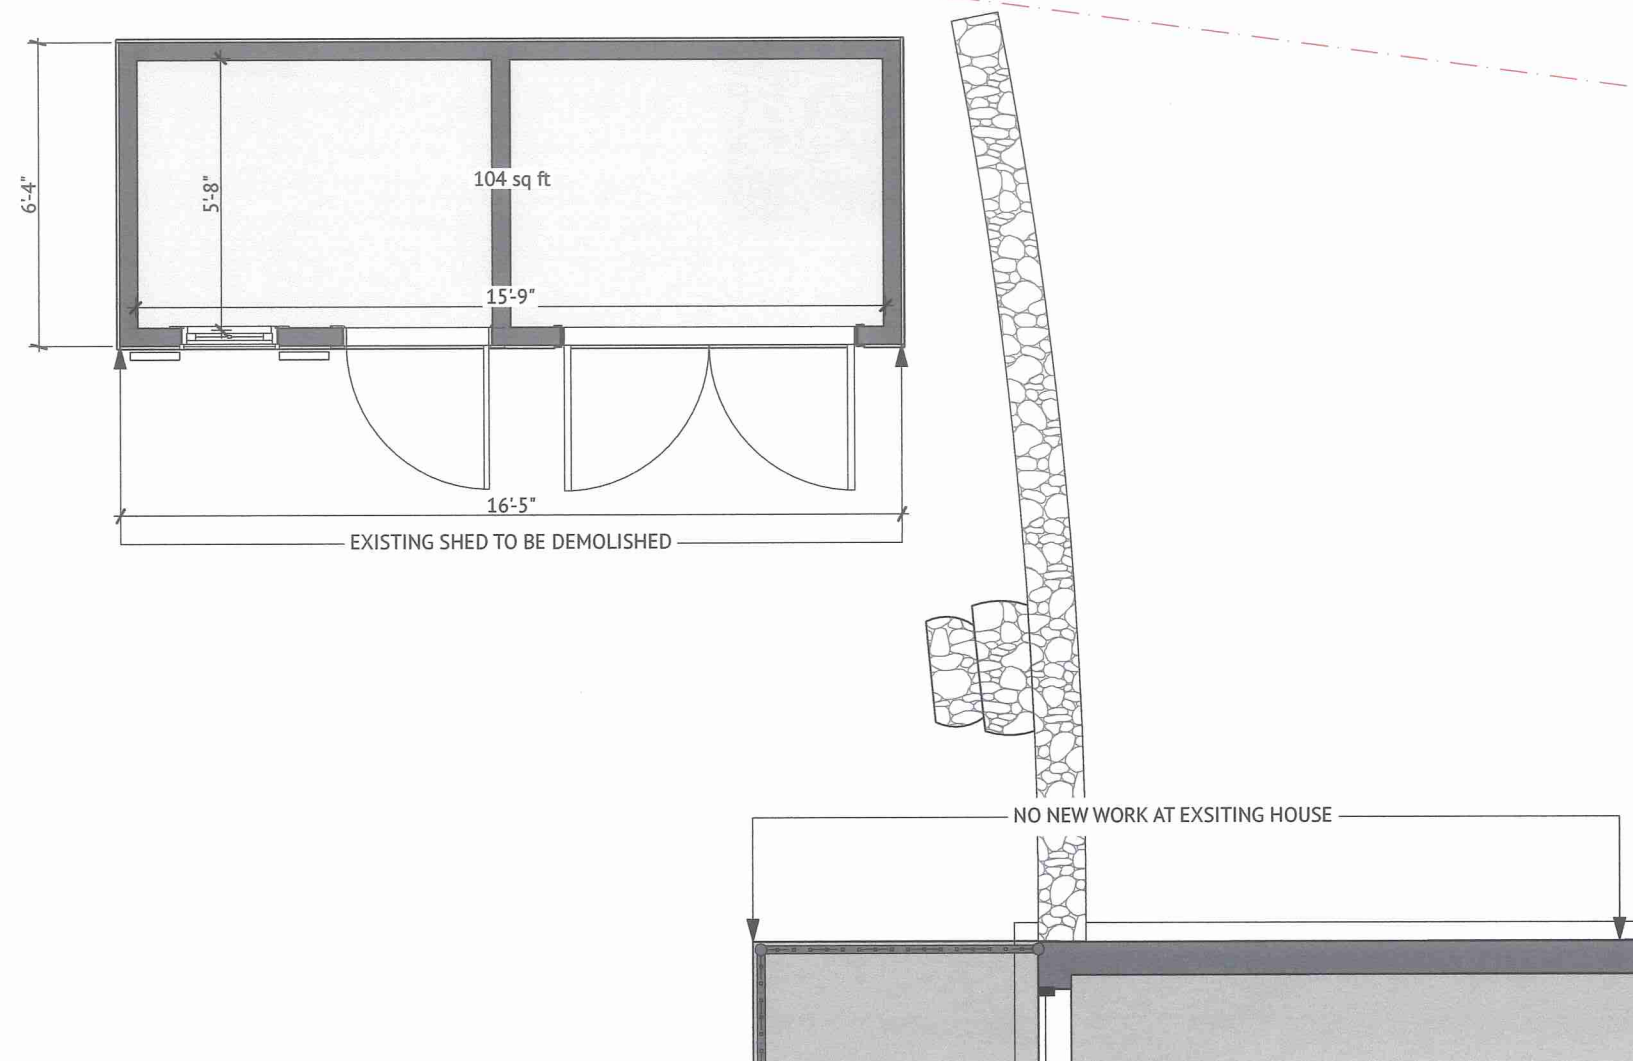 6'-4"
5'-8"
104 sq ft
15'-9"
16'-5"
EXISTING SHED TO BE DEMOLISHED
NO NEW WORK AT EXSITING HOUSE